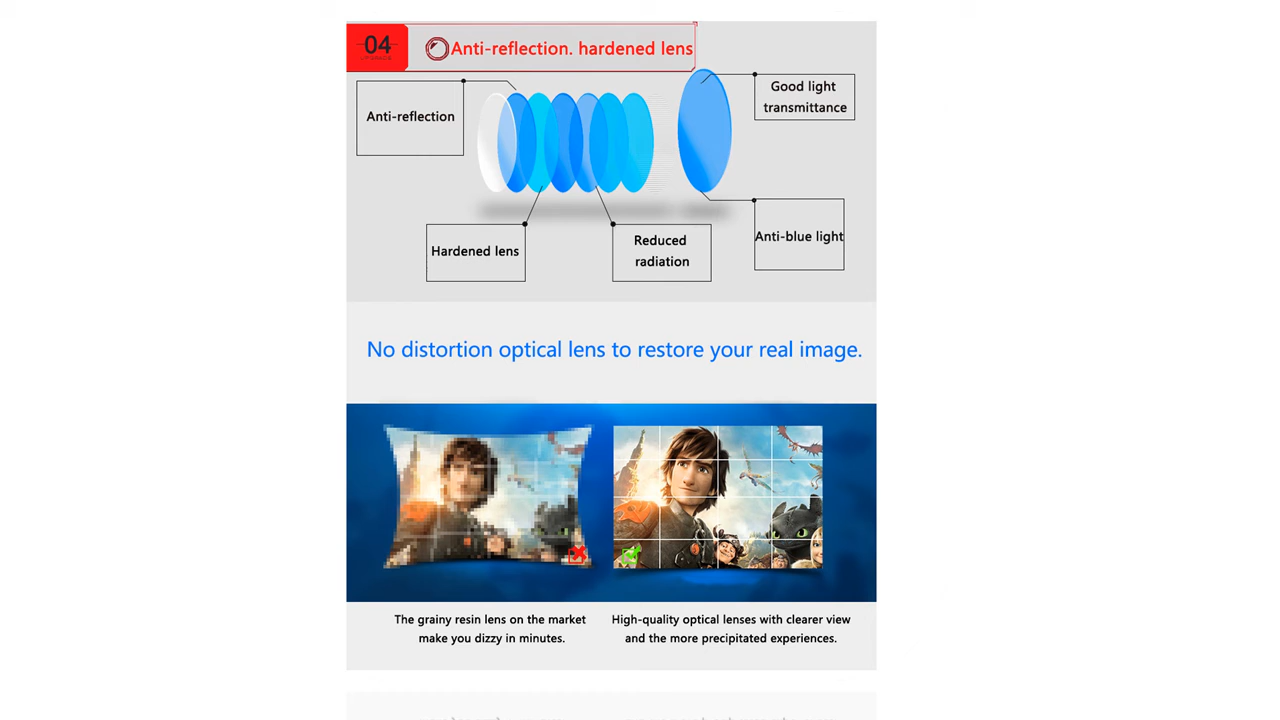 04
UPGRADE
Anti-reflection. hardened lens
Anti-reflection
Good light
transmittance
Hardened lens
Reduced
radiation
Anti-blue light
No distortion optical lens to restore your real image.
The grainy resin lens on the market
make you dizzy in minutes.
High-quality optical lenses with clearer view
and the more precipitated experiences.